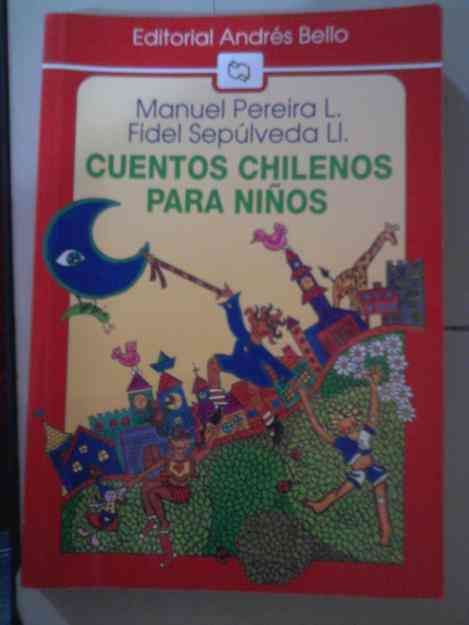 Editorial Andrés Bello
Manuel Pereira L.
Fidel Sepúlveda Ll.
CUENTOS CHILENOS
PARA NIÑOS